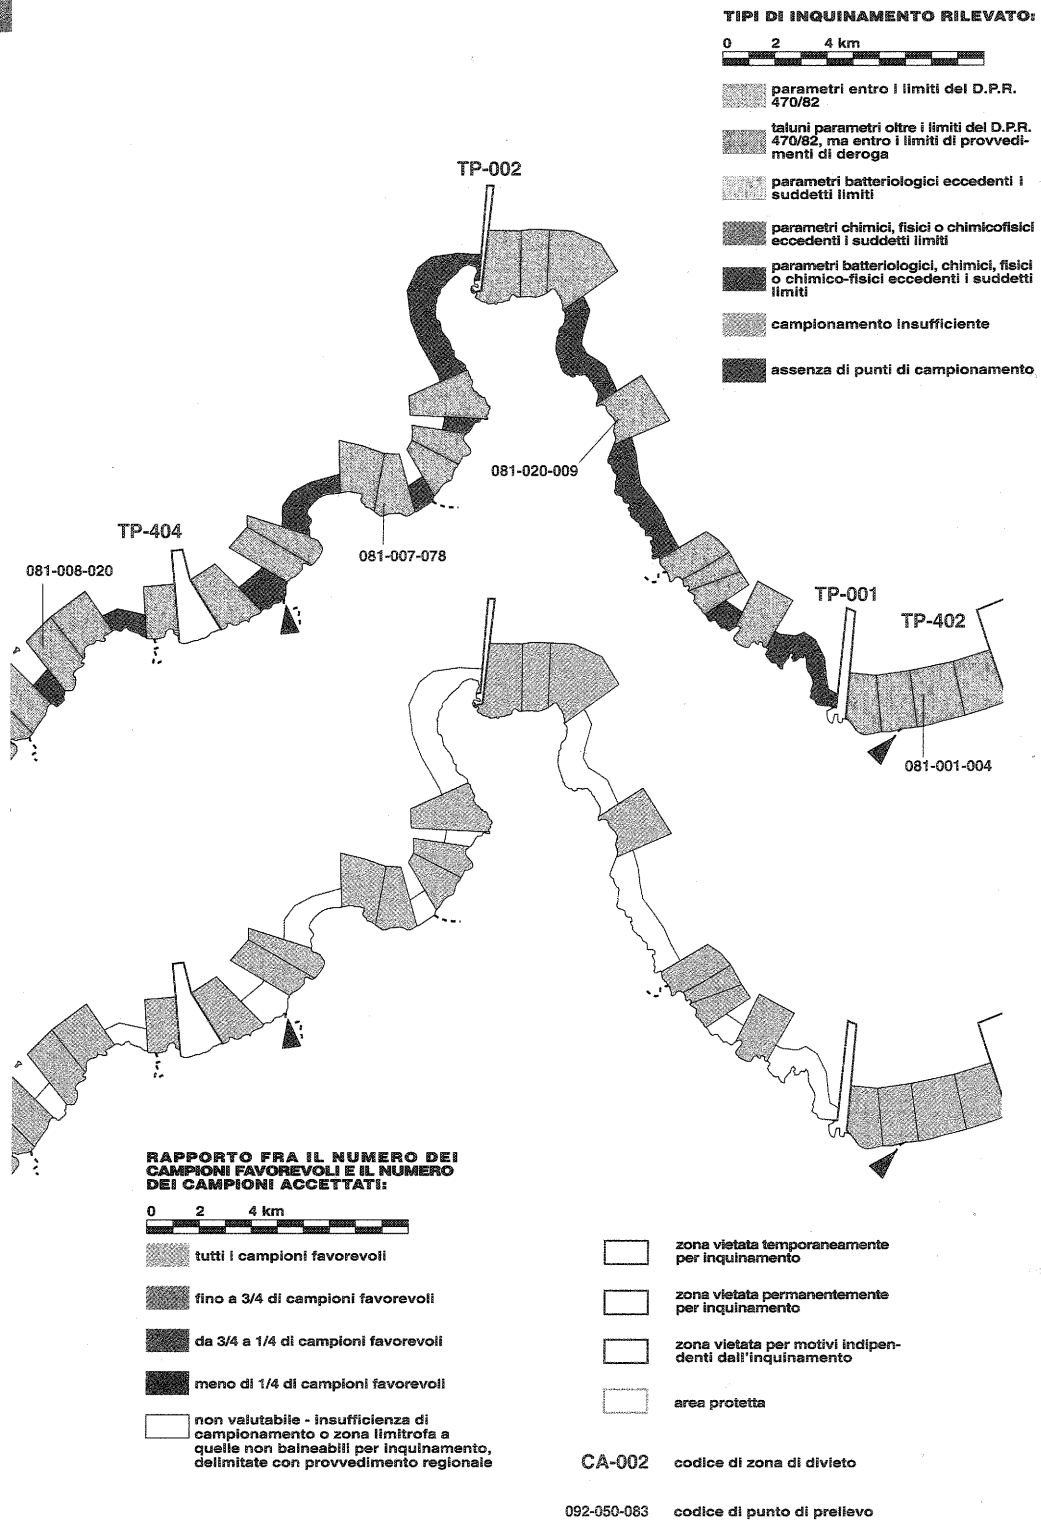 TIPI DI INQUINAMENTO RILEVATO:
0 2 4 km
parametri entro i limiti del D.P.R.
470/82
taluni parametri oltre i limiti del D.P.R.
470/82, ma entro i limiti di provvedi-
menti di deroga
parametri batteriologici eccedenti i
suddetti limiti
parametri chimici, fisici o chimicofisici
eccedenti i suddetti limiti
parametri batteriologici, chimici, fisici
o chimico-fisici eccedenti i suddetti
limiti
campionamento insufficiente
assenza di punti di campionamento
TP-002
081-020-009
TP-404
081-007-078
081-008-020
TP-001
TP-402
081-001-004
RAPPORTO FRA IL NUMERO DEI
CAMPIONI FAVOREVOLI E IL NUMERO
DEI CAMPIONI ACCETTATI:
0 2 4 km
tutti i campioni favorevoli
fino a 3/4 di campioni favorevoli
da 3/4 a 1/4 di campioni favorevoli
meno di 1/4 di campioni favorevoli
non valutabile - insufficienza di
campionamento o zona limitrofa a
quelle non balneabili per inquinamento,
delimitate con provvedimento regionale
zona vietata temporaneamente
per inquinamento
zona vietata permanentemente
per inquinamento
zona vietata per motivi indipen-
denti dall'inquinamento
area protetta
CA-002 codice di zona di divieto
092-050-083 codice di punto di prelievo